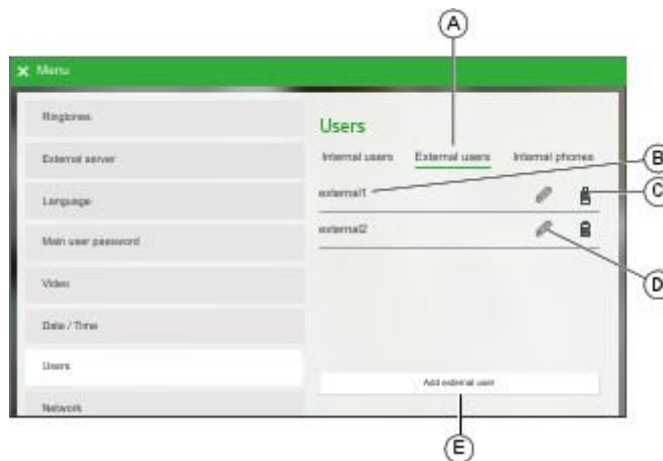 A
× Menu
Ringtones
External server
Language
Main user password
Video
Date / Time
Users
Network
Users
Internal users External users Internal phones
external1
external2
Add external user
B
C
D
E